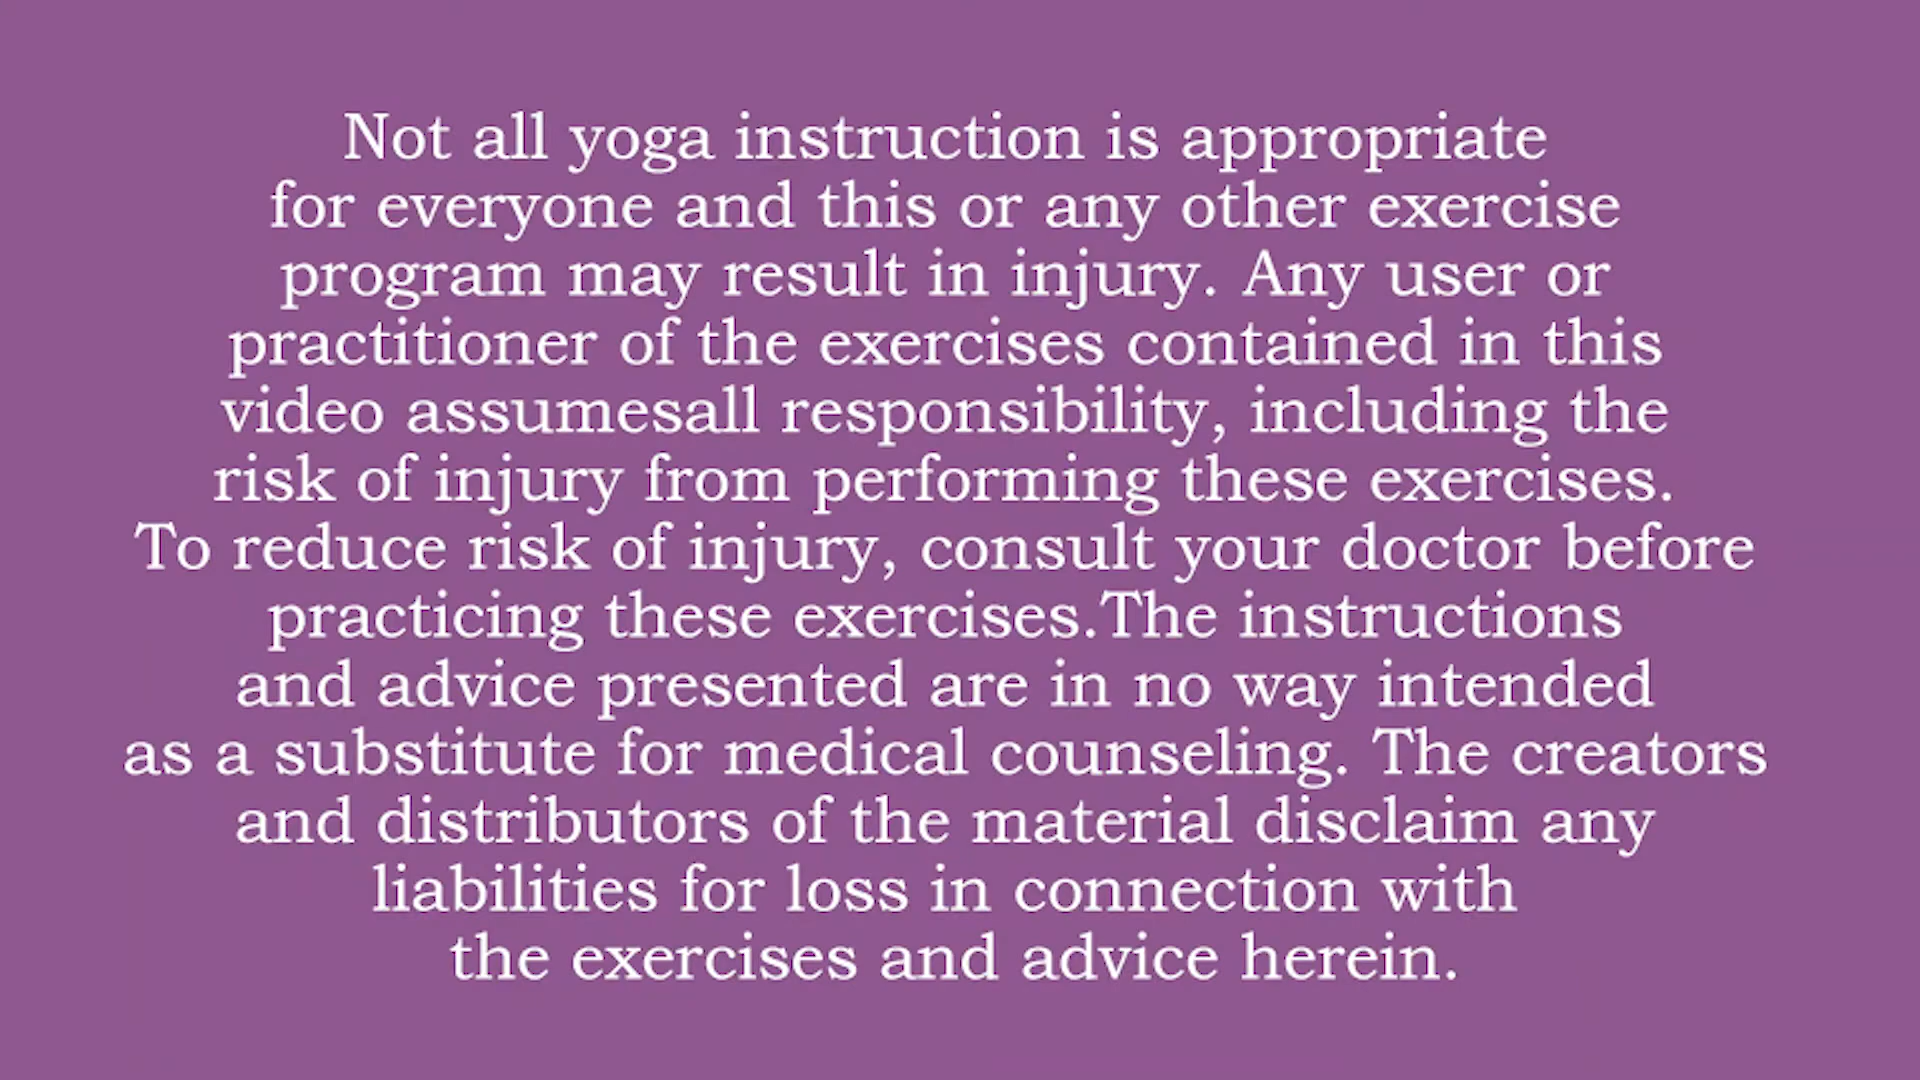 Not all yoga instruction is appropriate
for everyone and this or any other exercise
program may result in injury. Any user or
practitioner of the exercises contained in this
video assumesall responsibility, including the
risk of injury from performing these exercises.
To reduce risk of injury, consult your doctor before
practicing these exercises.The instructions
and advice presented are in no way intended
as a substitute for medical counseling. The creators
and distributors of the material disclaim any
liabilities for loss in connection with
the exercises and advice herein.